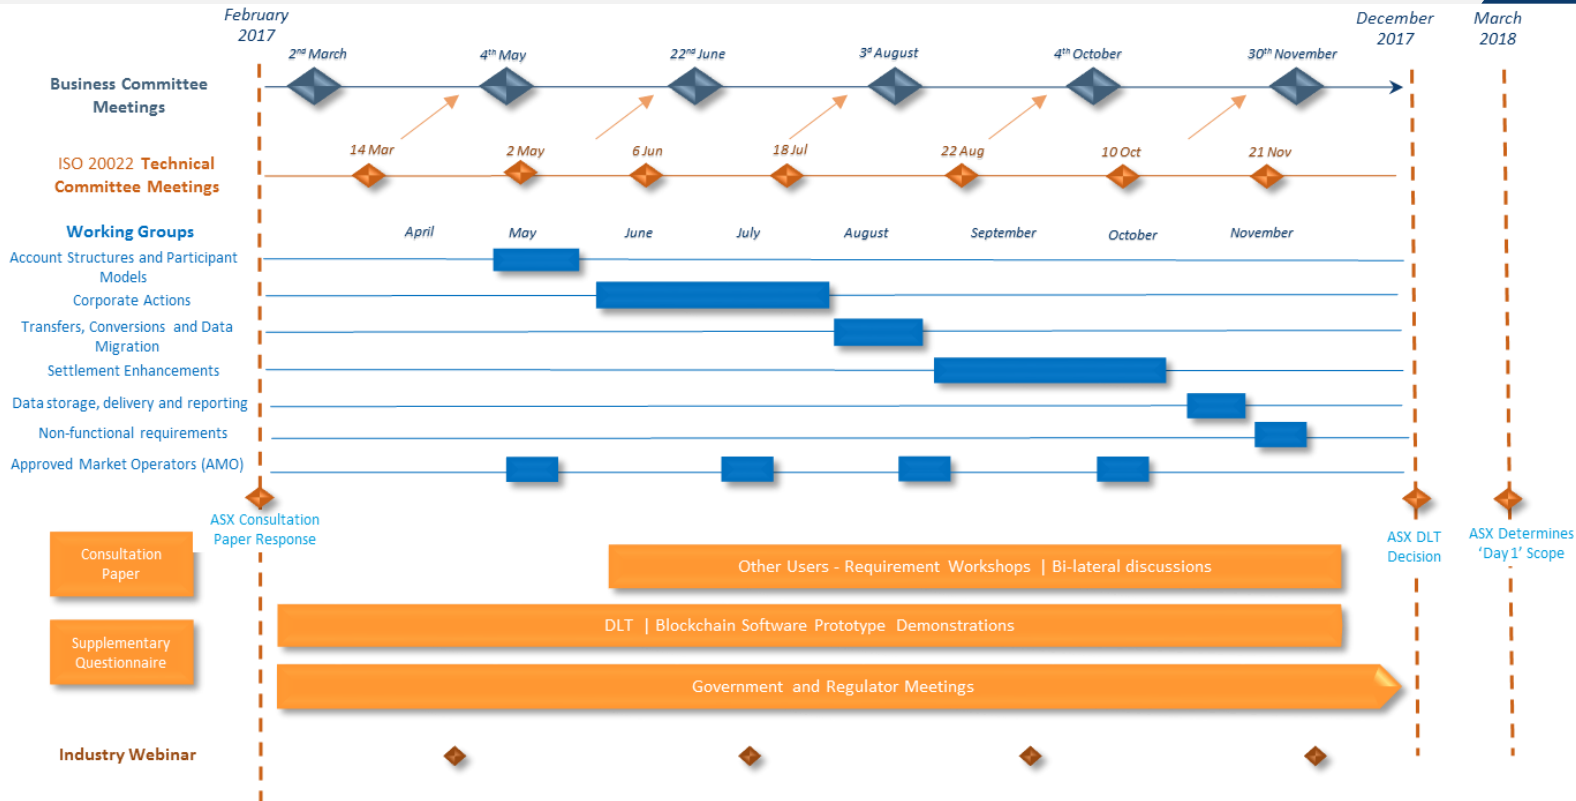 February
2017
December
2017
March
2018
2nd March
4th May
22nd June
3rd August
4th October
30th November
Business Committee
Meetings
14 Mar
2 May
6 Jun
18 Jul
22 Aug
10 Oct
21 Nov
ISO 20022 Technical
Committee Meetings
Working Groups
April
May
June
July
August
September
October
November
Account Structures and Participant
Models
Corporate Actions
Transfers, Conversions and Data
Migration
Settlement Enhancements
Data storage, delivery and reporting
Non-functional requirements
Approved Market Operators (AMO)
ASX Consultation
Paper Response
ASX DLT
Decision
ASX Determines
‘Day 1’ Scope
Consultation
Paper
Other Users - Requirement Workshops | Bi-lateral discussions
DLT | Blockchain Software Prototype Demonstrations
Supplementary
Questionnaire
Government and Regulator Meetings
Industry Webinar